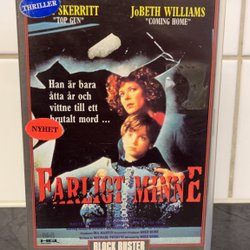 THRILLER
SKERRITT
JoBETH WILLIAMS
"TOP GUN"
"COMING HOME"
Han är bara
åtta år och
vittne till ett
brutalt mord ...
NYHET
FARLIGT MINNE
BLOCK BUSTER